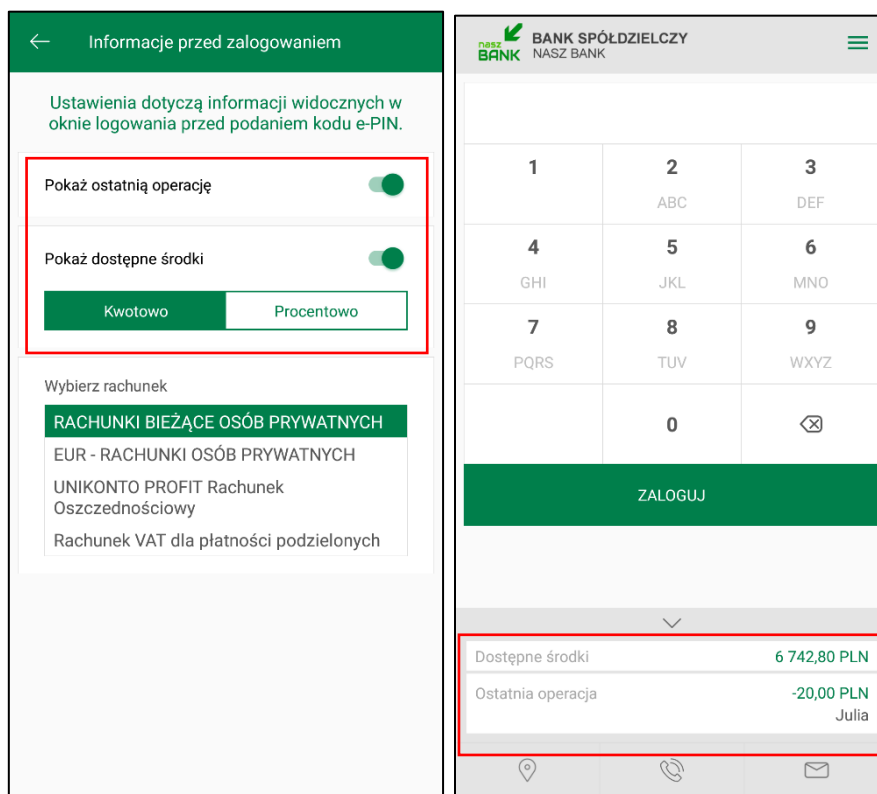 Informacje przed zalogowaniem
Ustawienia dotyczą informacji widocznych w
oknie logowania przed podaniem kodu e-PIN.
Pokaż ostatnią operację
Pokaż dostępne środki
Kwotowo Procentowo
Wybierz rachunek
RACHUNKI BIEŻĄCE OSÓB PRYWATNYCH
EUR - RACHUNKI OSÓB PRYWATNYCH
UNIKONTO PROFIT Rachunek
Oszczędnościowy
Rachunek VAT dla płatności podzielonych
nasz BANK
BANK SPÓŁDZIELCZY
NASZ BANK
1 2 3
ABC DEF
4 5 6
GHI JKL MNO
7 8 9
PQRS TUV WXYZ
0
ZALOGUJ
Dostępne środki 6 742,80 PLN
Ostatnia operacja -20,00 PLN
Julia